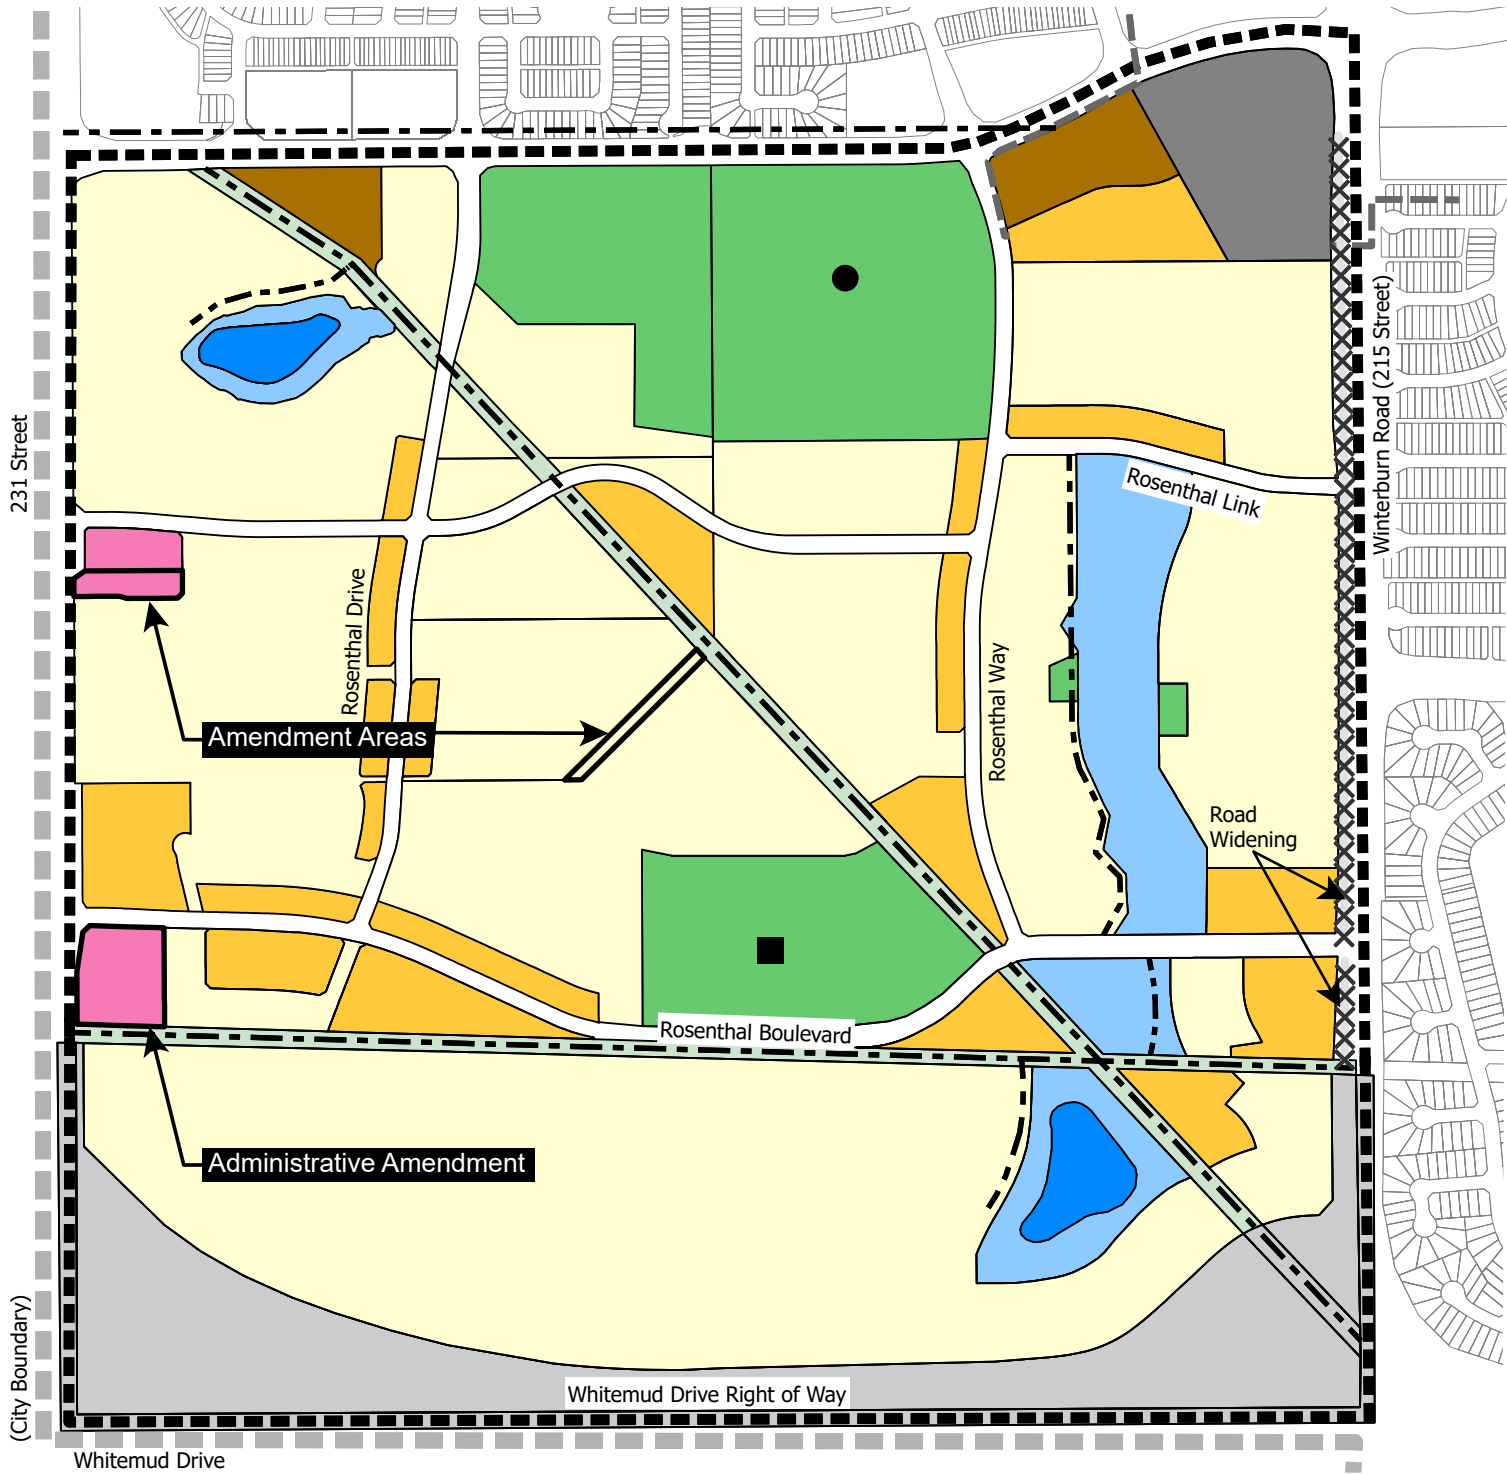 231 Street
Winterburn Road (215 Street)
Rosenthal Link
Rosenthal Drive
Rosenthal Way
Amendment Areas
Road
Widening
Rosenthal Boulevard
Administrative Amendment
(City Boundary)
Whitemud Drive Right of Way
Whitemud Drive